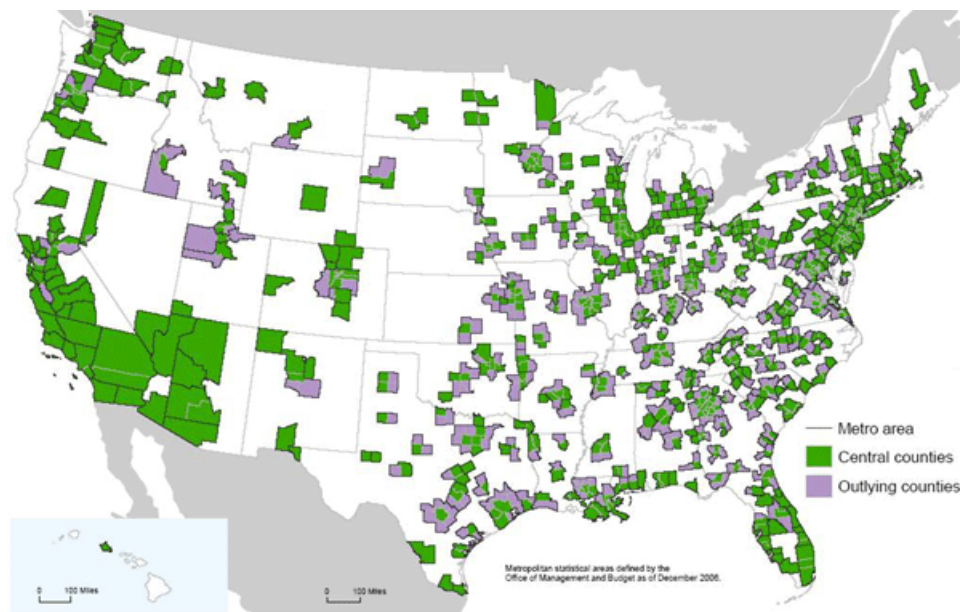 Metro area
Central counties
Outlying counties
Metropolitan statistical areas defined by the
Office of Management and Budget as of December 2006.
0 100 Miles
0 100 Miles